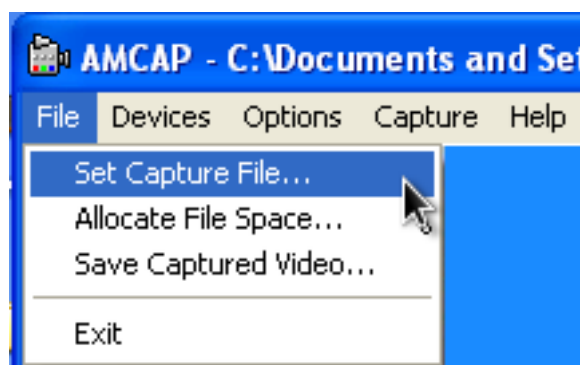 AMCAP - C:\Documents and Set
File Devices Options Capture Help
Set Capture File...
Allocate File Space...
Save Captured Video...
Exit